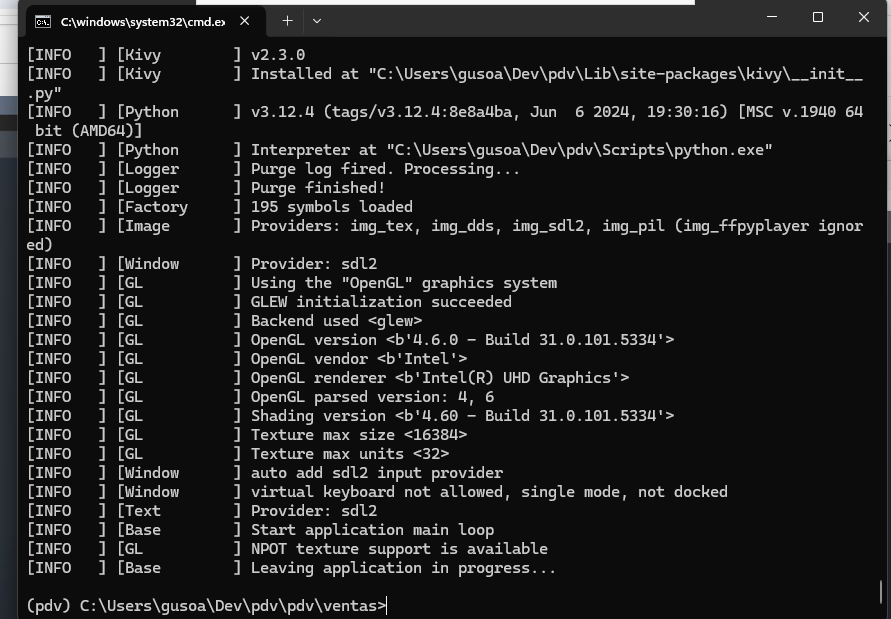 C:\windows\system32\cmd.ex
[INFO   ] [Kivy        ] v2.3.0
[INFO   ] [Kivy        ] Installed at "C:\Users\gusoa\Dev\pdv\Lib\site-packages\kivy\__init__
.py"
[INFO   ] [Python      ] v3.12.4 (tags/v3.12.4:8e8a4ba, Jun  6 2024, 19:30:16) [MSC v.1940 64
 bit (AMD64)]
[INFO   ] [Python      ] Interpreter at "C:\Users\gusoa\Dev\pdv\Scripts\python.exe"
[INFO   ] [Logger      ] Purge log fired. Processing...
[INFO   ] [Logger      ] Purge finished!
[INFO   ] [Factory     ] 195 symbols loaded
[INFO   ] [Image       ] Providers: img_tex, img_dds, img_sdl2, img_pil (img_ffpyplayer ignor
ed)
[INFO   ] [Window      ] Provider: sdl2
[INFO   ] [GL          ] Using the "OpenGL" graphics system
[INFO   ] [GL          ] GLEW initialization succeeded
[INFO   ] [GL          ] Backend used <glew>
[INFO   ] [GL          ] OpenGL version <b'4.6.0 - Build 31.0.101.5334'>
[INFO   ] [GL          ] OpenGL vendor <b'Intel'>
[INFO   ] [GL          ] OpenGL renderer <b'Intel(R) UHD Graphics'>
[INFO   ] [GL          ] OpenGL parsed version: 4, 6
[INFO   ] [GL          ] Shading version <b'4.60 - Build 31.0.101.5334'>
[INFO   ] [GL          ] Texture max size <16384>
[INFO   ] [GL          ] Texture max units <32>
[INFO   ] [Window      ] auto add sdl2 input provider
[INFO   ] [Window      ] virtual keyboard not allowed, single mode, not docked
[INFO   ] [Text        ] Provider: sdl2
[INFO   ] [Base        ] Start application main loop
[INFO   ] [GL          ] NPOT texture support is available
[INFO   ] [Base        ] Leaving application in progress...
(pdv) C:\Users\gusoa\Dev\pdv\pdv\ventas>